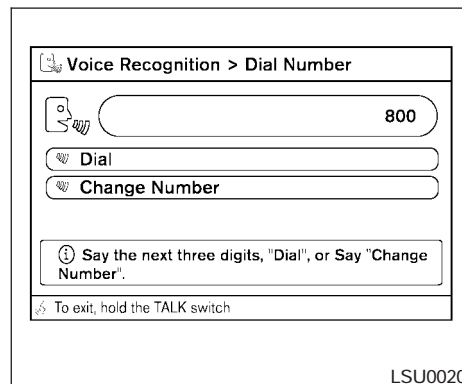 Voice Recognition > Dial Number
800
Dial
Change Number
Say the next three digits, "Dial", or Say "Change
Number".
To exit, hold the TALK switch
LSU0020